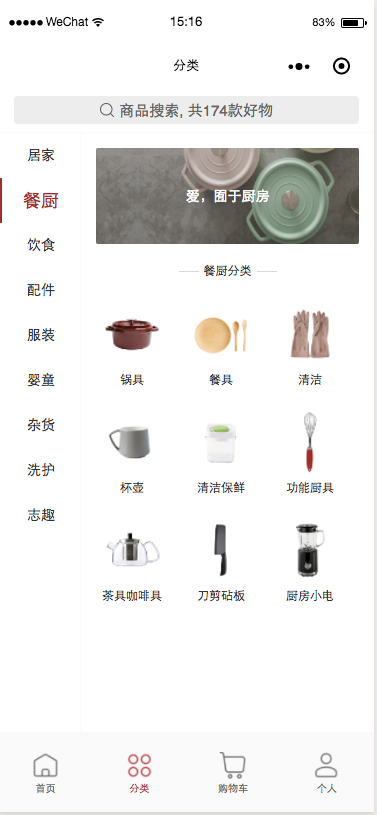 WeChat 15:16 83%
分类
商品搜索, 共174款好物
居家
餐厨
饮食
配件
服装
婴童
杂货
洗护
志趣
爱，囿于厨房
餐厨分类
锅具 餐具 清洁
杯壶 清洁保鲜 功能厨具
茶具咖啡具 刀剪砧板 厨房小电
首页 分类 购物车 个人